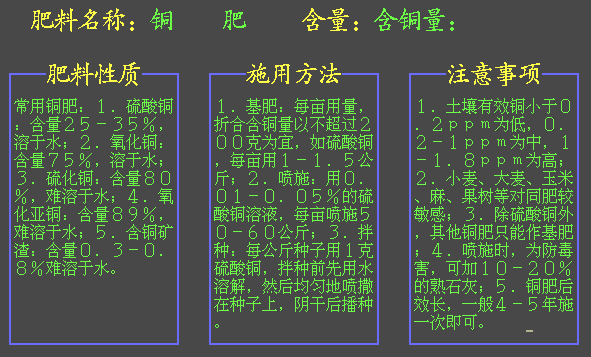 肥料名称：铜 肥 含量：含铜量：
肥料性质
常用铜肥：１．硫酸铜
：含量２５－３５％，
溶于水；２．氧化铜：
含量７５％，溶于水；
３．硫化铜：含量８０
％，难溶于水；４．氧
化亚铜：含量８９％，
难溶于水；５．含铜矿
渣：含量０．３－０．
８％难溶于水。
施用方法
１．基肥：每亩用量，
折合含铜量以不超过２
００克为宜，如硫酸铜
，每亩用１－１．５公
斤；２．喷施：用０．
０１－０．０５％的硫
酸铜溶液，每亩喷施５
０－６０公斤；３．拌
种：每公斤种子用１克
硫酸铜，拌种前先用水
溶解，然后均匀地喷撒
在种子上，阴干后播种
。
注意事项
１．土壤有效铜小于０
．２ｐｐｍ为低，０．
２－１ｐｐｍ为中，１
－１．８ｐｐｍ为高；
２．小麦、大麦、玉米
、麻、果树等对同肥较
敏感；３．除硫酸铜外
，其他铜肥只能作基肥
；４．喷施时，为防毒
害，可加１０－２０％
的熟石灰；５．铜肥后
效长，一般４－５年施
一次即可。